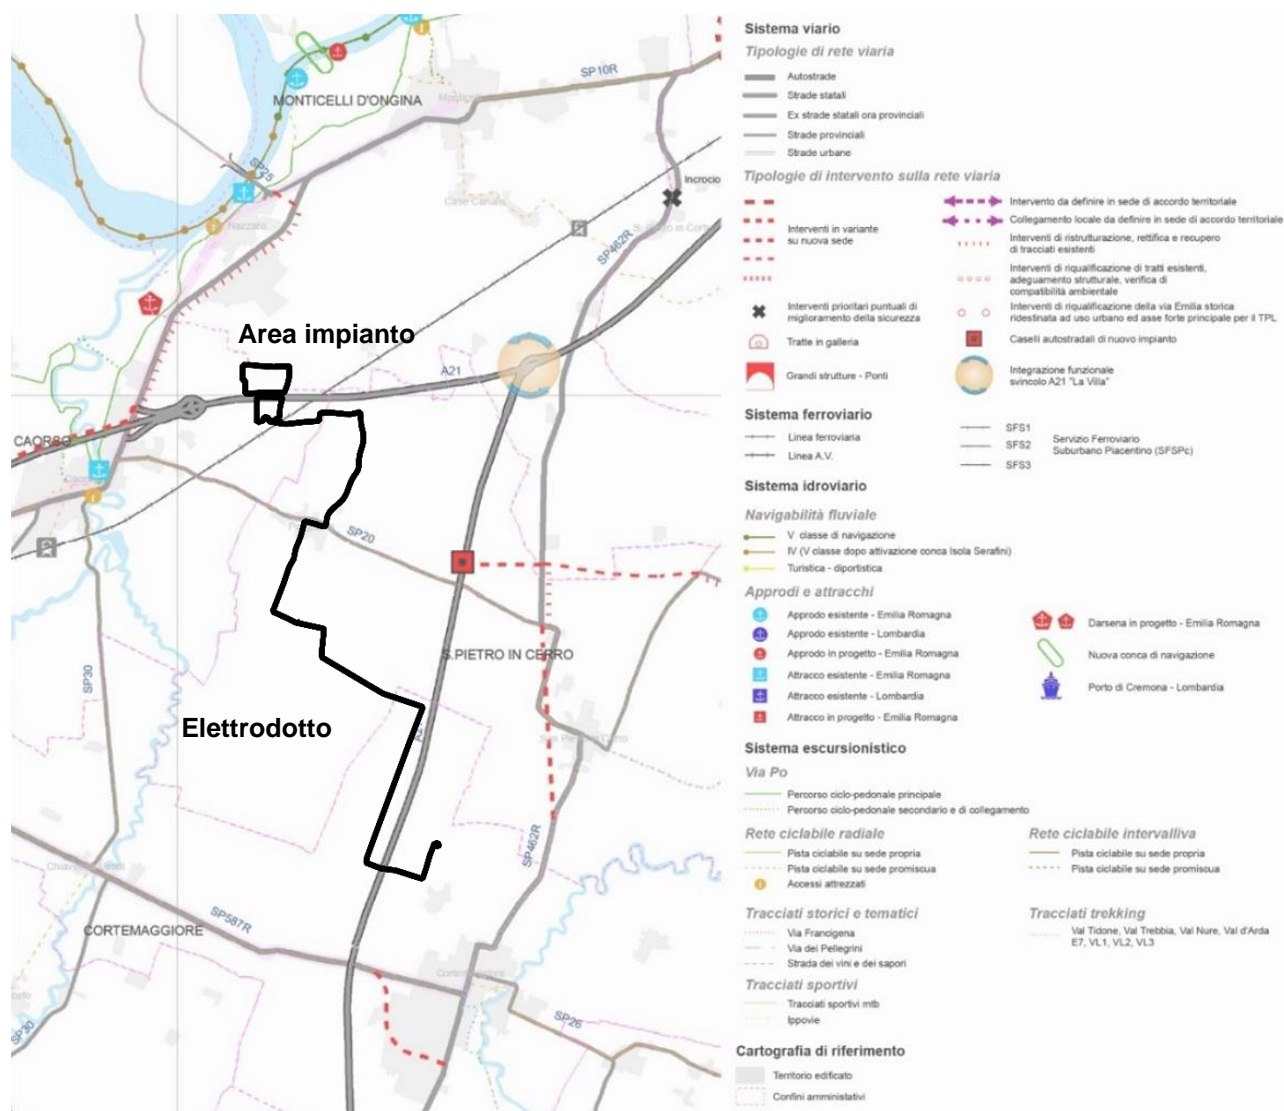 SP10R
MONTICELLI D'ONGINA
SP25
Incrocio
Case Canale
Nazzaro
SP462R
Area impianto
A21
CAORSO
SP20
S.PIETRO IN CERRO
SP30
Elettrodotto
SP462R
SP587R
CORTEMAGGIORE
Cortemaggiore
SP30
SP26
Sistema viario
Tipologie di rete viaria
Autostrade
Strade statali
Ex strade statali ora provinciali
Strade provinciali
Strade urbane
Tipologie di intervento sulla rete viaria
Interventi in variante
su nuova sede
Interventi prioritari puntuali di
miglioramento della sicurezza
Tratte in galleria
Grandi strutture - Ponti
Intervento da definire in sede di accordo territoriale
Collegamento locale da definire in sede di accordo territoriale
Interventi di ristrutturazione, rettifica e recupero
di tracciati esistenti
Interventi di riqualificazione di tratti esistenti,
adeguamento strutturale, verifica di
compatibilità ambientale
Interventi di riqualificazione della via Emilia storica
ridestinata ad uso urbano ed asse forte principale per il TPL
Caselli autostradali di nuovo impianto
Integrazione funzionale
svincolo A21 "La Villa"
Sistema ferroviario
Linea ferroviaria
Linea A.V.
SFS1
SFS2
SFS3
Servizio Ferroviario
Suburbano Piacentino (SFSPc)
Sistema idroviario
Navigabilità fluviale
V classe di navigazione
IV (V classe dopo attivazione conca Isola Serafini)
Turistica - diportistica
Approdi e attracchi
Approdo esistente - Emilia Romagna
Approdo esistente - Lombardia
Approdo in progetto - Emilia Romagna
Attracco esistente - Emilia Romagna
Attracco esistente - Lombardia
Attracco in progetto - Emilia Romagna
Darsena in progetto - Emilia Romagna
Nuova conca di navigazione
Porto di Cremona - Lombardia
Sistema escursionistico
Via Po
Percorso ciclo-pedonale principale
Percorso ciclo-pedonale secondario e di collegamento
Rete ciclabile radiale
Pista ciclabile su sede propria
Pista ciclabile su sede promiscua
Accessi attrezzati
Rete ciclabile intervalliva
Pista ciclabile su sede propria
Pista ciclabile su sede promiscua
Tracciati storici e tematici
Via Francigena
Via dei Pellegrini
Strada dei vini e dei sapori
Tracciati trekking
Val Tidone, Val Trebbia, Val Nure, Val d'Arda
E7, VL1, VL2, VL3
Tracciati sportivi
Tracciati sportivi mtb
Ippovie
Cartografia di riferimento
Territorio edificato
Confini amministrativi